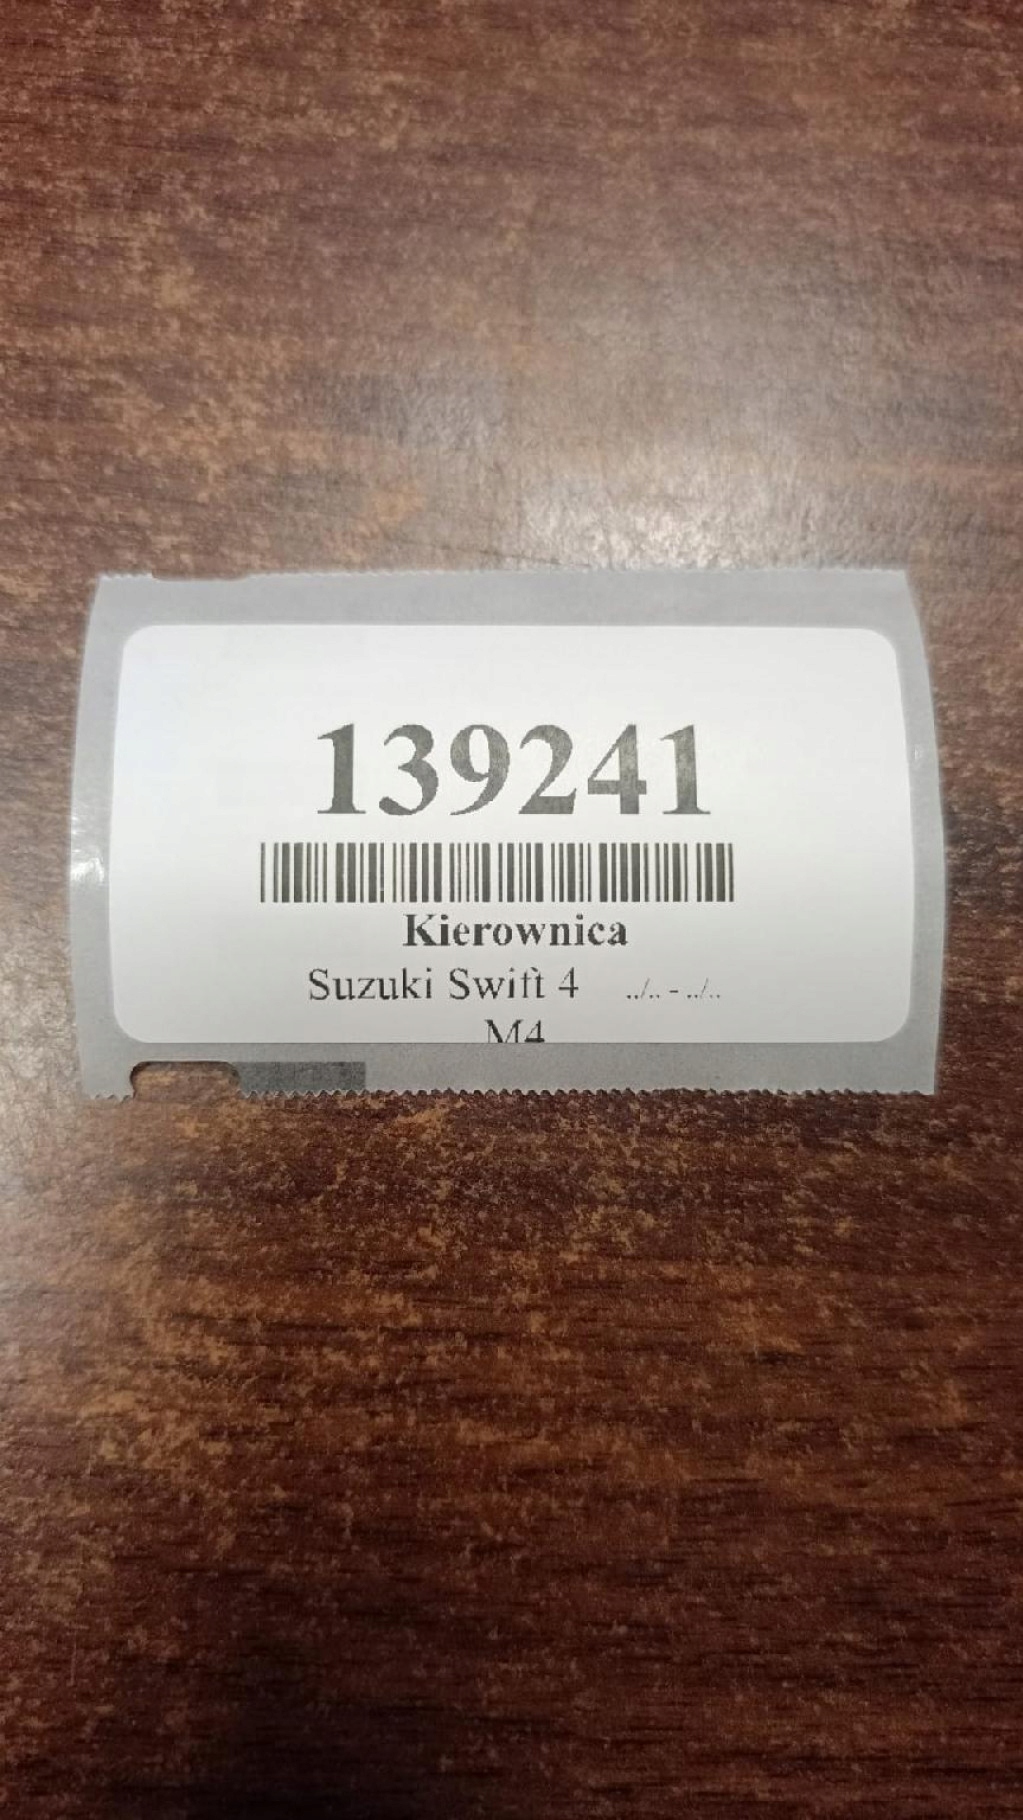 139241
Kierownica
Suzuki Swift 4 ../.. - ../..
M4